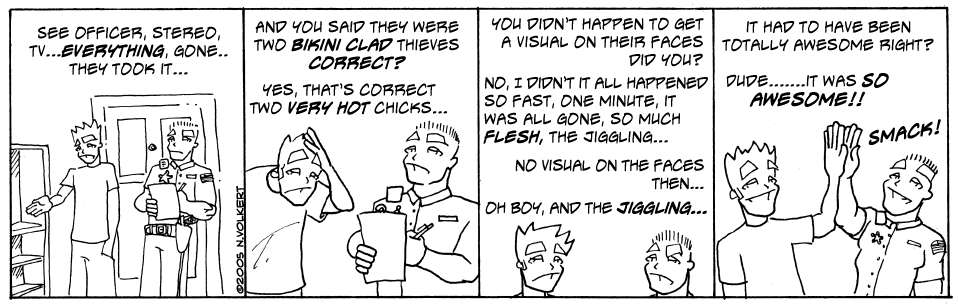 SEE OFFICER, STEREO,
TV...EVERYTHING, GONE..
THEY TOOK IT...
©2005 N.VOLKERT
AND YOU SAID THEY WERE
TWO BIKINI CLAD THIEVES
CORRECT?
YES, THAT'S CORRECT
TWO VERY HOT CHICKS...
YOU DIDN'T HAPPEN TO GET
A VISUAL ON THEIR FACES
DID YOU?
NO, I DIDN'T IT ALL HAPPENED
SO FAST, ONE MINUTE, IT
WAS ALL GONE, SO MUCH
FLESH, THE JIGGLING...
NO VISUAL ON THE FACES
THEN...
OH BOY, AND THE JIGGLING...
IT HAD TO HAVE BEEN
TOTALLY AWESOME RIGHT?
DUDE.......IT WAS SO
AWESOME!!
SMACK!